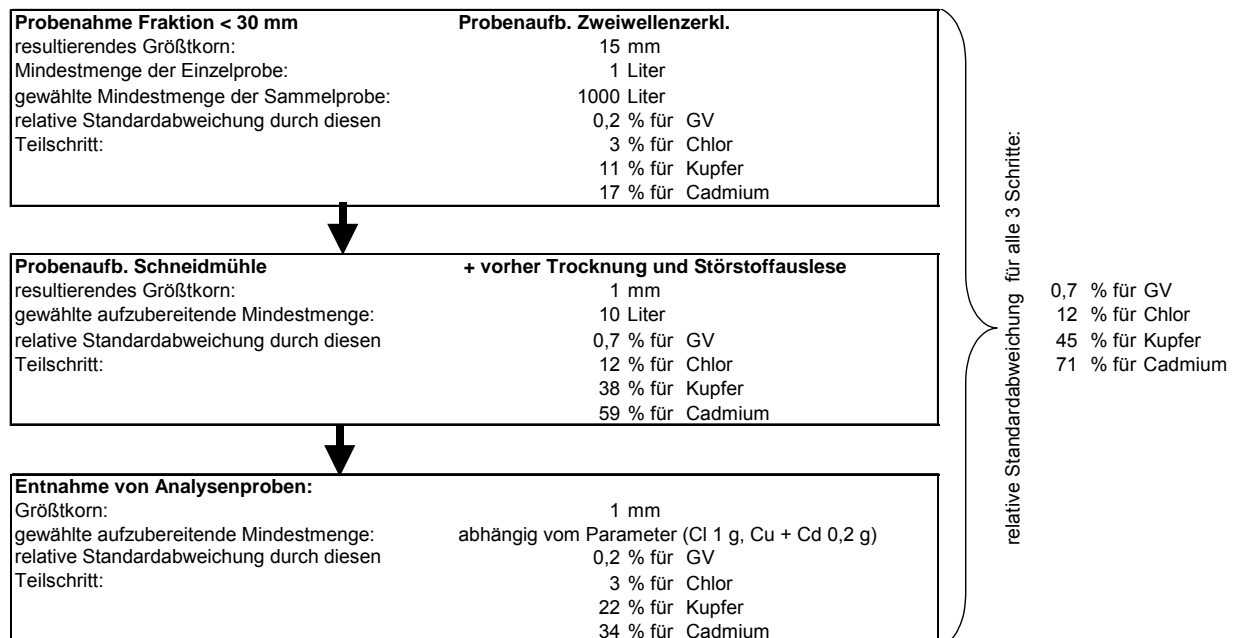 Probenahme Fraktion < 30 mm Probenaufb. Zweiwellenzerkl.
resultierendes Größtkorn: 15 mm
Mindestmenge der Einzelprobe: 1 Liter
gewählte Mindestmenge der Sammelprobe: 1000 Liter
relative Standardabweichung durch diesen 0,2 % für GV
Teilschritt: 3 % für Chlor
11 % für Kupfer
17 % für Cadmium
Probenaufb. Schneidmühle + vorher Trocknung und Störstoffauslese
resultierendes Größtkorn: 1 mm
gewählte aufzubereitende Mindestmenge: 10 Liter
relative Standardabweichung durch diesen 0,7 % für GV
Teilschritt: 12 % für Chlor
38 % für Kupfer
59 % für Cadmium
Entnahme von Analysenproben:
Größtkorn: 1 mm
gewählte aufzubereitende Mindestmenge: abhängig vom Parameter (Cl 1 g, Cu + Cd 0,2 g)
relative Standardabweichung durch diesen 0,2 % für GV
Teilschritt: 3 % für Chlor
22 % für Kupfer
34 % für Cadmium
relative Standardabweichung für alle 3 Schritte:
0,7 % für GV
12 % für Chlor
45 % für Kupfer
71 % für Cadmium